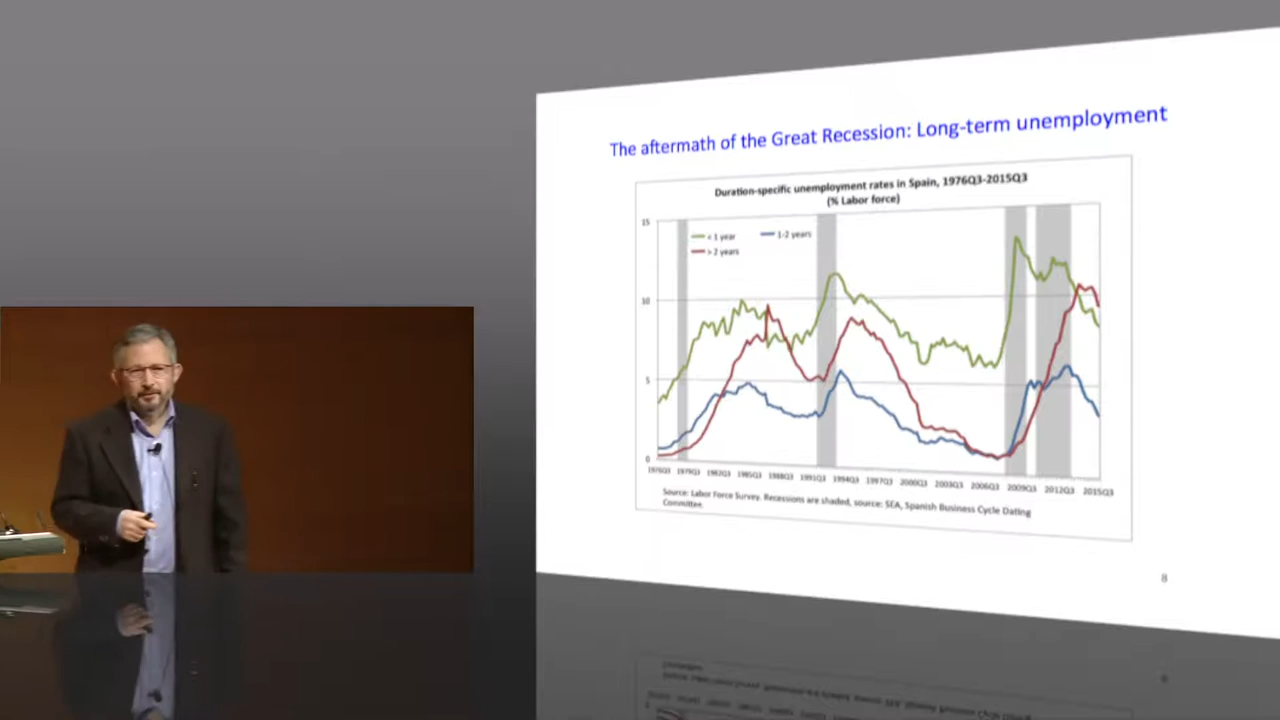 The aftermath of the Great Recession: Long-term unemployment
Duration-specific unemployment rates in Spain, 1976Q3-2015Q3
(% Labor force)
15
< 1 year
1-2 years
> 2 years
10
5
0
1976Q3 1979Q3 1982Q3 1985Q3 1988Q3 1991Q3 1994Q3 1997Q3 2000Q3 2003Q3 2006Q3 2009Q3 2012Q3 2015Q3
Source: Labor Force Survey. Recessions are shaded, source: SEA, Spanish Business Cycle Dating
Committee.
8